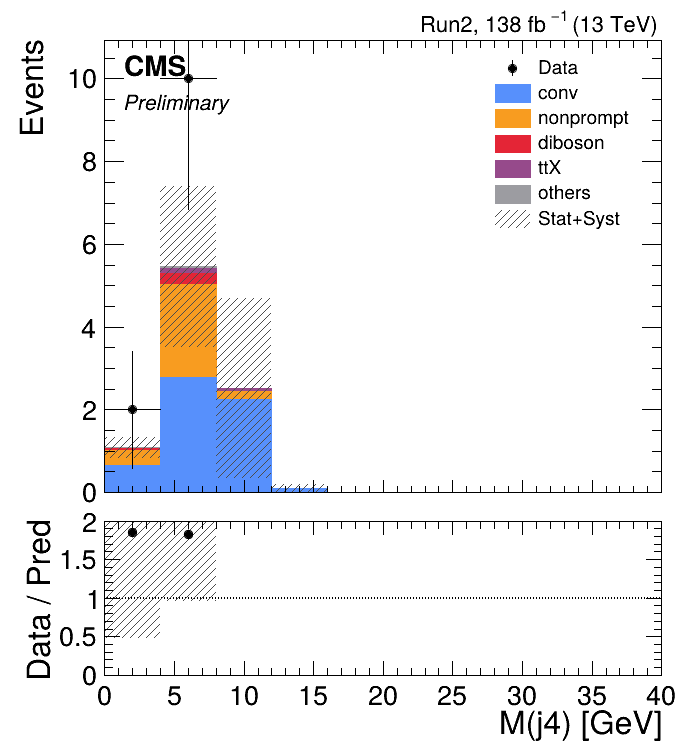 Run2, 138 fb⁻¹ (13 TeV)
CMS
Preliminary
Data
conv
nonprompt
diboson
ttX
others
Stat+Syst
Events
10
8
6
4
2
0
Data / Pred
2
1.5
1
0.5
0
0 5 10 15 20 25 30 35 40
M(j4) [GeV]